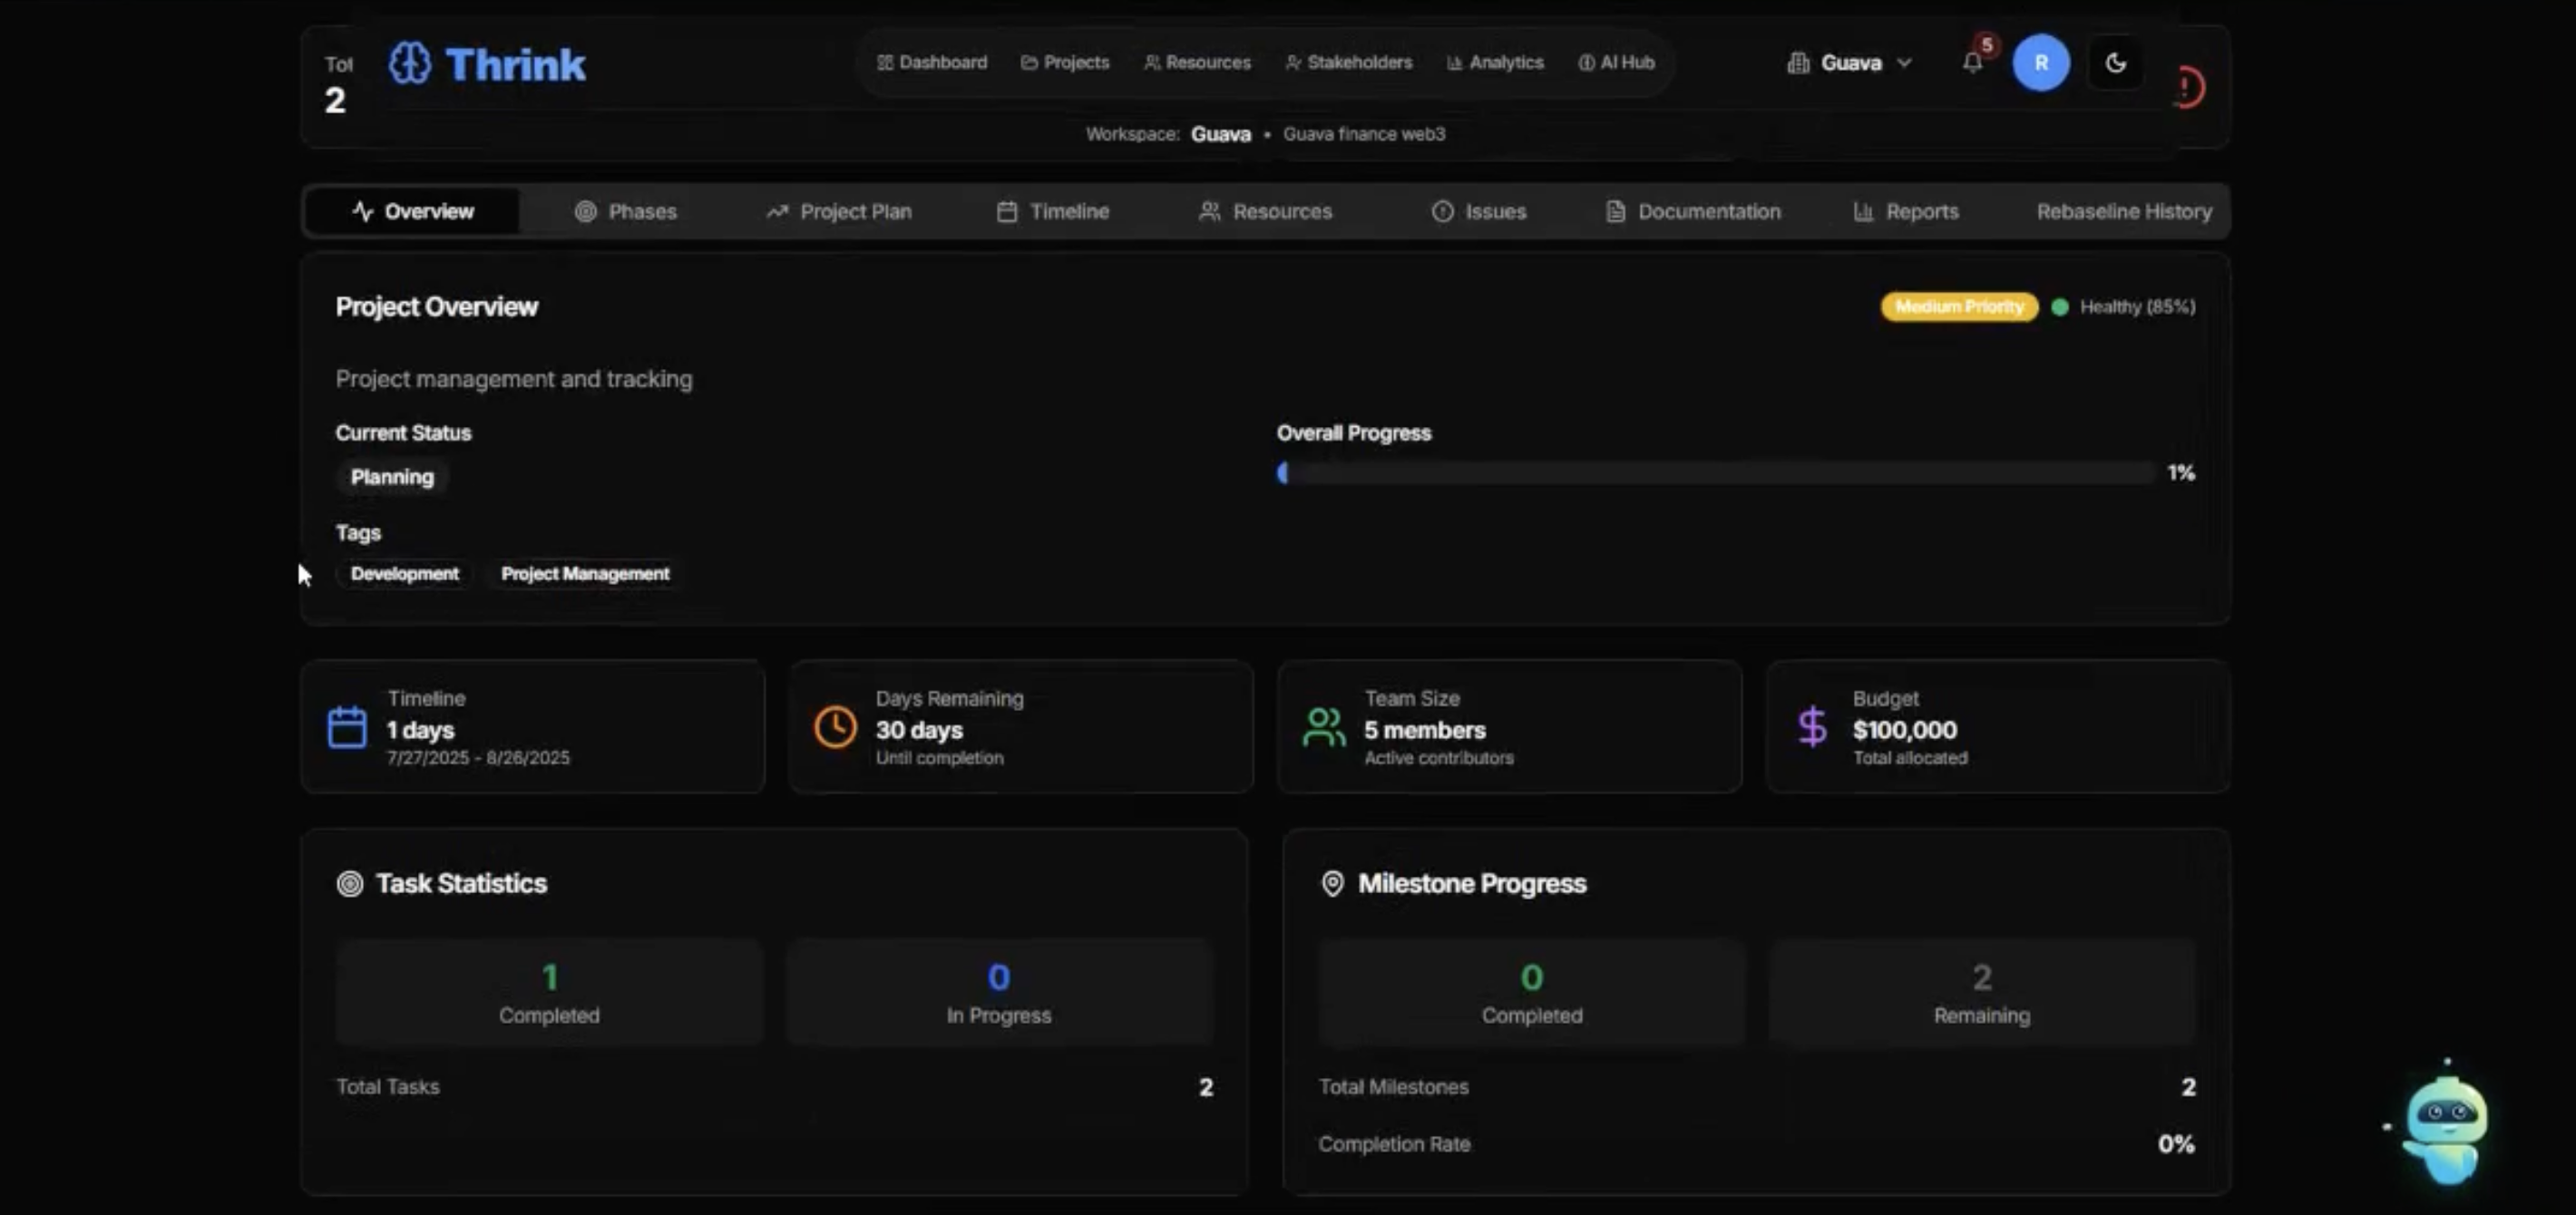 Tot
2
Thrink
Dashboard Projects Resources Stakeholders Analytics AI Hub
Guava
5
R
Workspace: Guava • Guava finance web3
Overview Phases Project Plan Timeline Resources Issues Documentation Reports Rebaseline History
Project Overview
Medium Priority Healthy (85%)
Project management and tracking
Current Status
Planning
Overall Progress
1%
Tags
Development Project Management
Timeline
1 days
7/27/2025 - 8/26/2025
Days Remaining
30 days
Until completion
Team Size
5 members
Active contributors
Budget
$100,000
Total allocated
Task Statistics
1
Completed
0
In Progress
Total Tasks 2
Milestone Progress
0
Completed
2
Remaining
Total Milestones 2
Completion Rate 0%